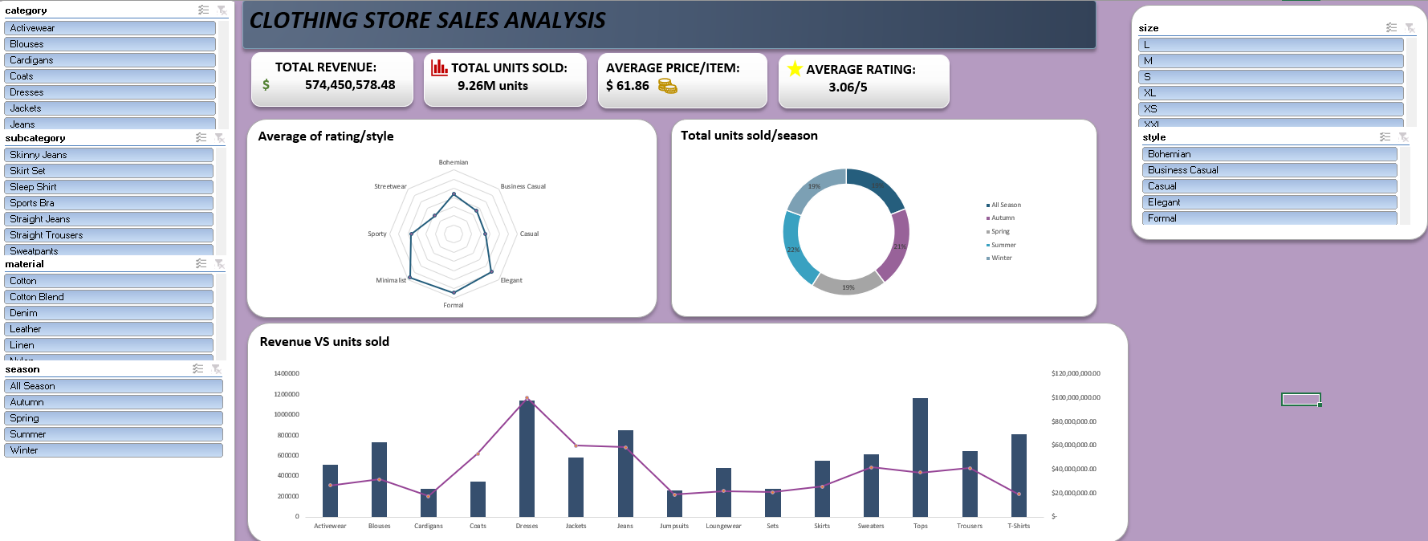 category
Activewear
Blouses
Cardigans
Coats
Dresses
Jackets
Jeans
subcategory
Skinny Jeans
Skirt Set
Sleep Shirt
Sports Bra
Straight Jeans
Straight Trousers
Sweatpants
material
Cotton
Cotton Blend
Denim
Leather
Linen
season
All Season
Autumn
Spring
Summer
Winter
CLOTHING STORE SALES ANALYSIS
TOTAL REVENUE:
$ 574,450,578.48
TOTAL UNITS SOLD:
9.26M units
AVERAGE PRICE/ITEM:
$ 61.86
AVERAGE RATING:
3.06/5
Average of rating/style
Bohemian
Business Casual
Casual
Elegant
Formal
Minimalist
Sporty
Streetwear
Total units sold/season
19%
21%
19%
22%
All Season
Autumn
Spring
Summer
Winter
Revenue VS units sold
1400000
1200000
1000000
800000
600000
400000
200000
0
$120,000,000.00
$100,000,000.00
$80,000,000.00
$60,000,000.00
$40,000,000.00
$20,000,000.00
$-
Activewear
Blouses
Cardigans
Coats
Dresses
Jackets
Jeans
Jumpsuits
Loungewear
Sets
Skirts
Sweaters
Tops
Trousers
T-Shirts
size
L
M
S
XL
XS
XXL
style
Bohemian
Business Casual
Casual
Elegant
Formal